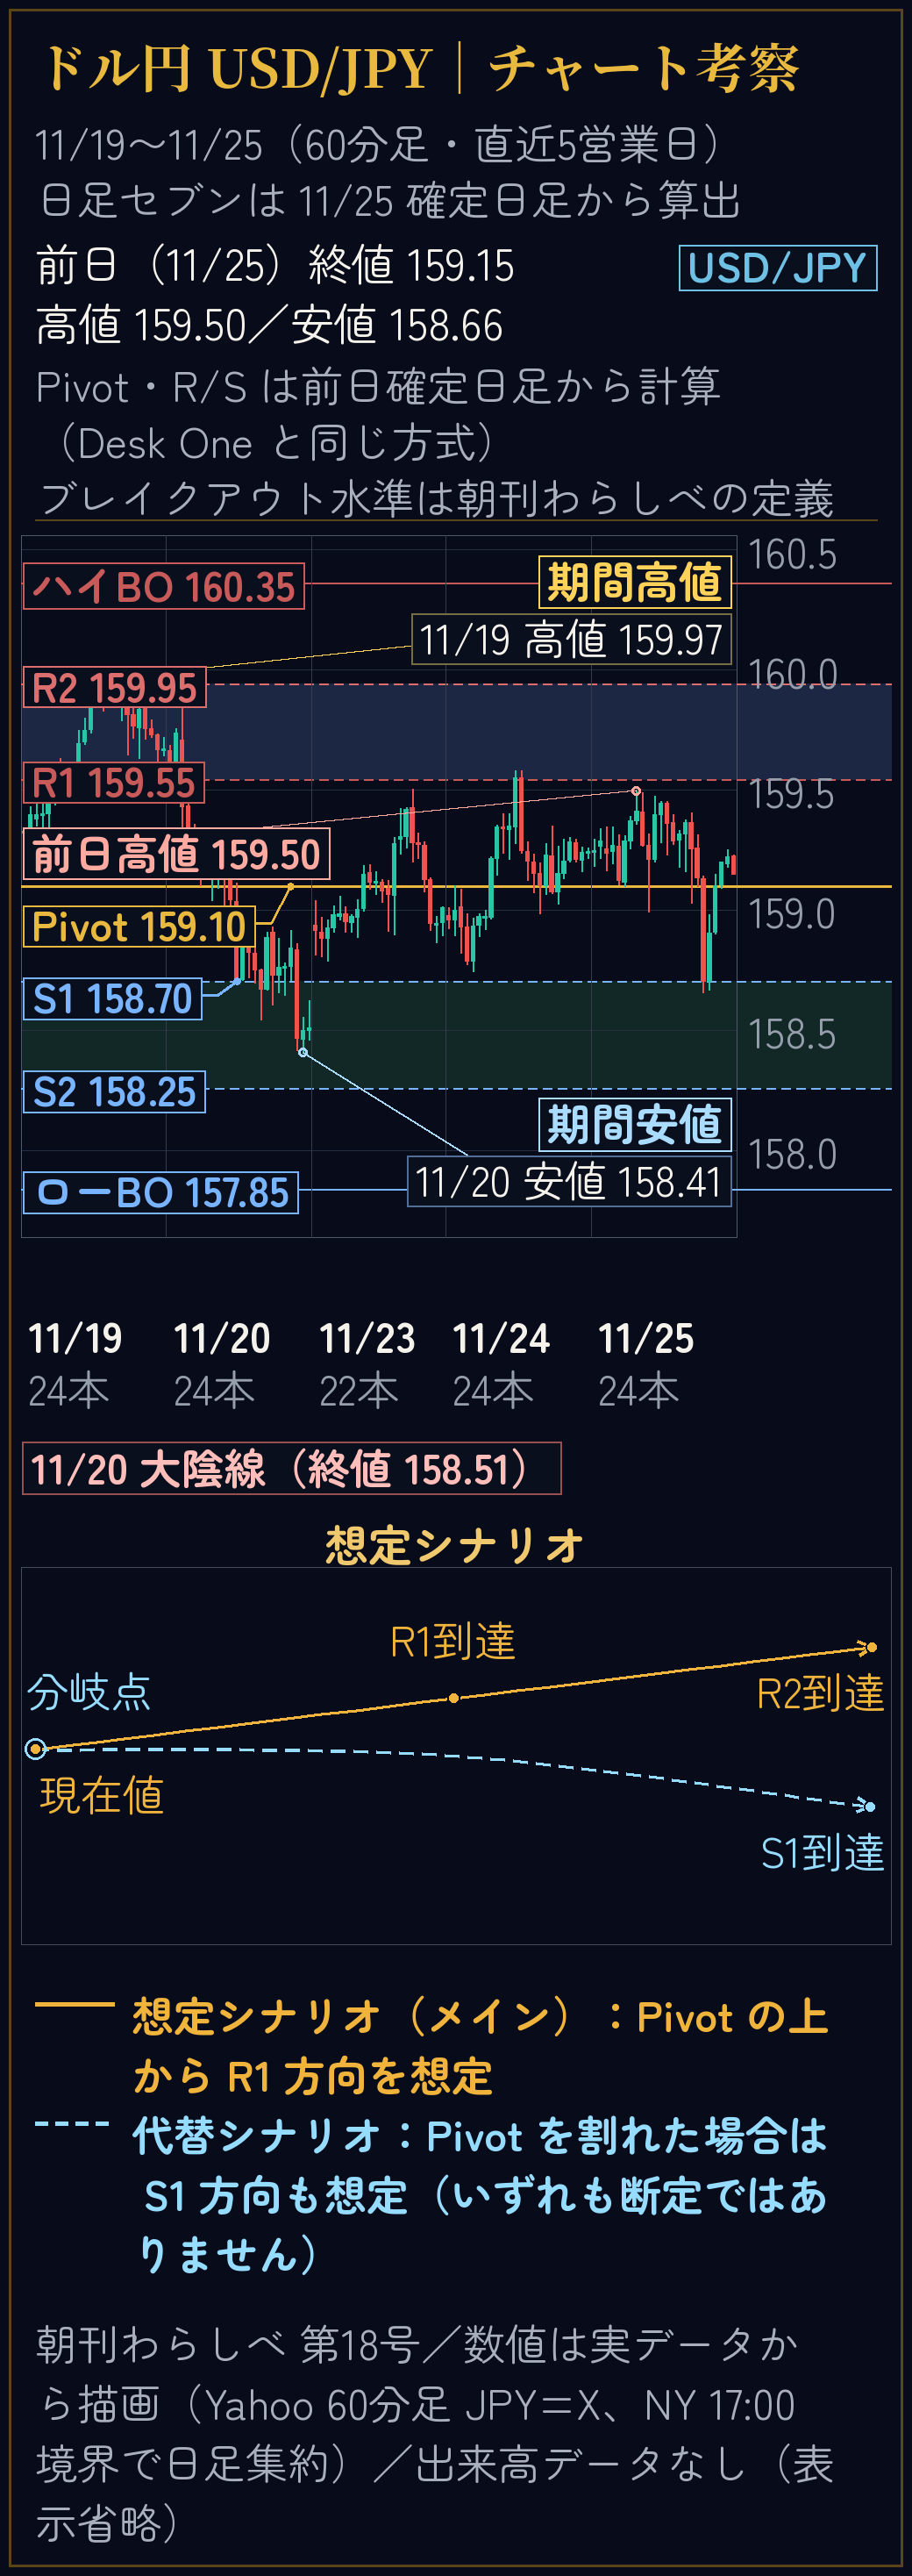 ドル円 USD/JPY｜チャート考察
11/19〜11/25（60分足・直近5営業日）
日足セブンは 11/25 確定日足から算出
前日（11/25）終値 159.15
USD/JPY
高値 159.50／安値 158.66
Pivot・R/S は前日確定日足から計算
（Desk One と同じ方式）
ブレイクアウト水準は朝刊わらしべの定義
160.5
ハイBO 160.35
期間高値
11/19 高値 159.97
160.0
R2 159.95
R1 159.55
159.5
前日高値 159.50
Pivot 159.10
159.0
S1 158.70
158.5
S2 158.25
期間安値
158.0
11/20 安値 158.41
ローBO 157.85
11/19 11/20 11/23 11/24 11/25
24本 24本 22本 24本 24本
11/20 大陰線（終値 158.51）
想定シナリオ
R1到達
分岐点
R2到達
現在値
S1到達
想定シナリオ（メイン）：Pivot の上
から R1 方向を想定
代替シナリオ：Pivot を割れた場合は
S1 方向も想定（いずれも断定ではあ
りません）
朝刊わらしべ 第18号／数値は実データか
ら描画（Yahoo 60分足 JPY=X、NY 17:00
境界で日足集約）／出来高データなし（表
示省略）